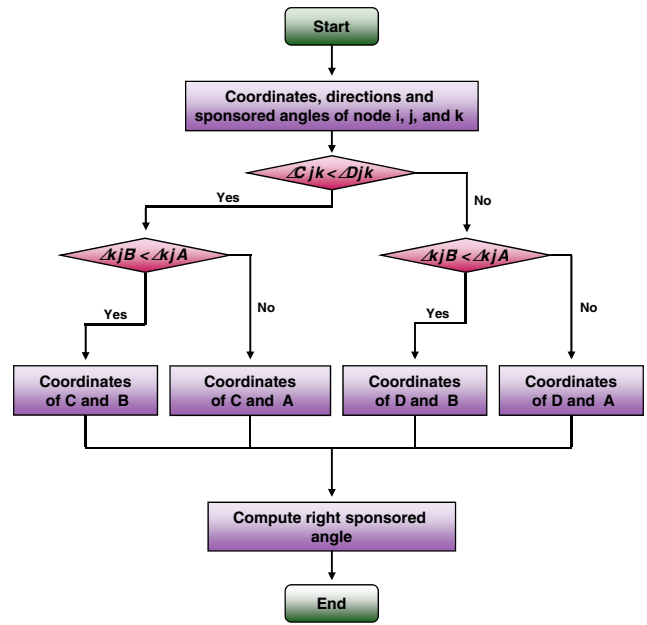 Start
Coordinates, directions and
sponsored angles of node i, j, and k
∠Cjk<∠Djk
Yes
No
∠kjB<∠kjA
∠kjB<∠kjA
Yes
No
Yes
No
Coordinates
of C and B
Coordinates
of C and A
Coordinates
of D and B
Coordinates
of D and A
Compute right sponsored
angle
End